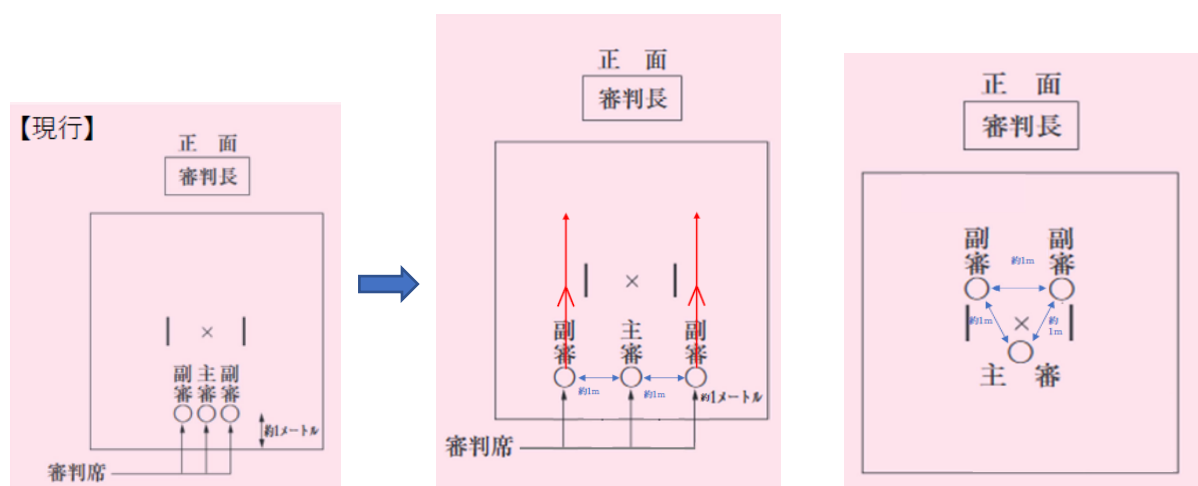 【現行】
正 面
審判長
副審
主審
副審
約1メートル
審判席
正 面
審判長
副審
主審
副審
約1m
約1m
約1メートル
審判席
正 面
審判長
副審
副審
約1m
約1m
約1m
主 審